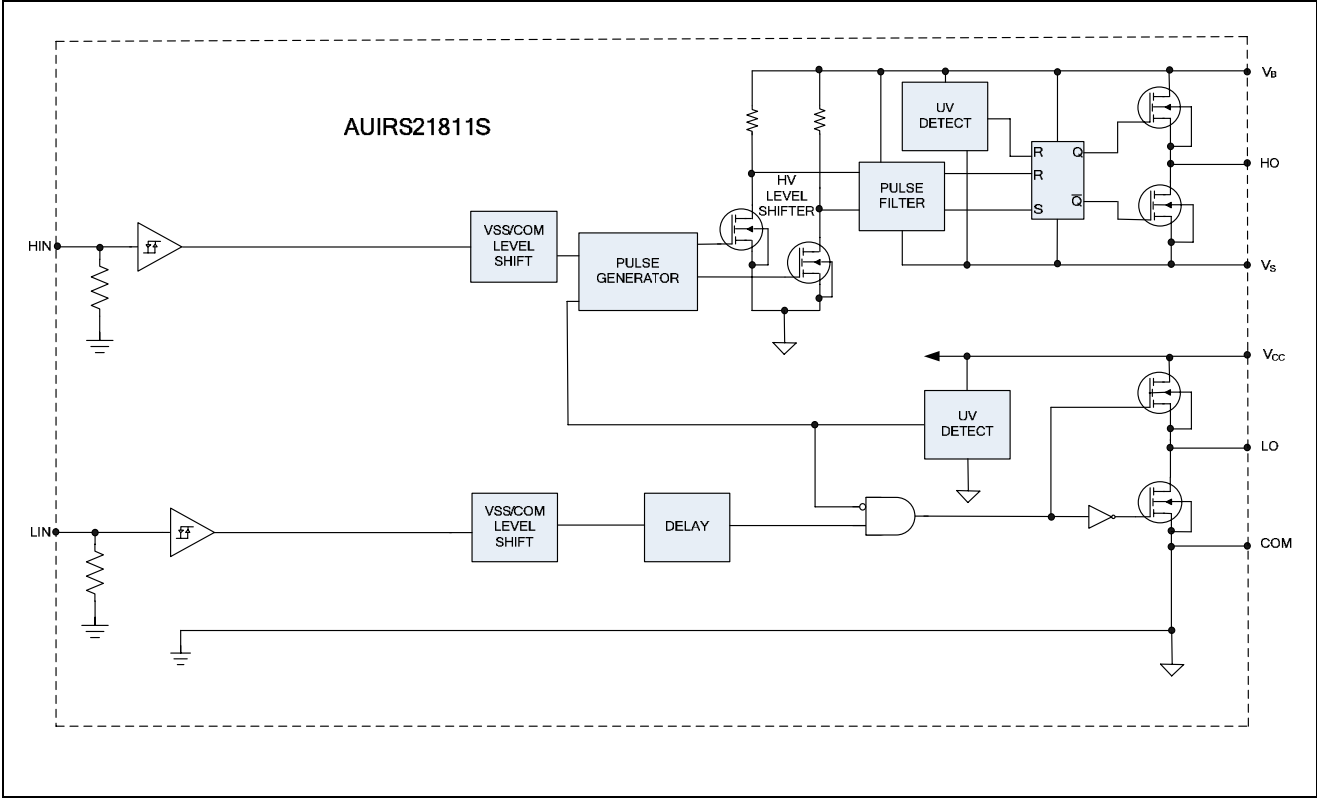 AUIRS21811S
VB
UV
DETECT
R
Q
HO
HV
LEVEL
SHIFTER
PULSE
FILTER
R
S
Q̅
VSS/COM
LEVEL
SHIFT
HIN
PULSE
GENERATOR
VS
VCC
UV
DETECT
LO
VSS/COM
LEVEL
SHIFT
DELAY
LIN
COM